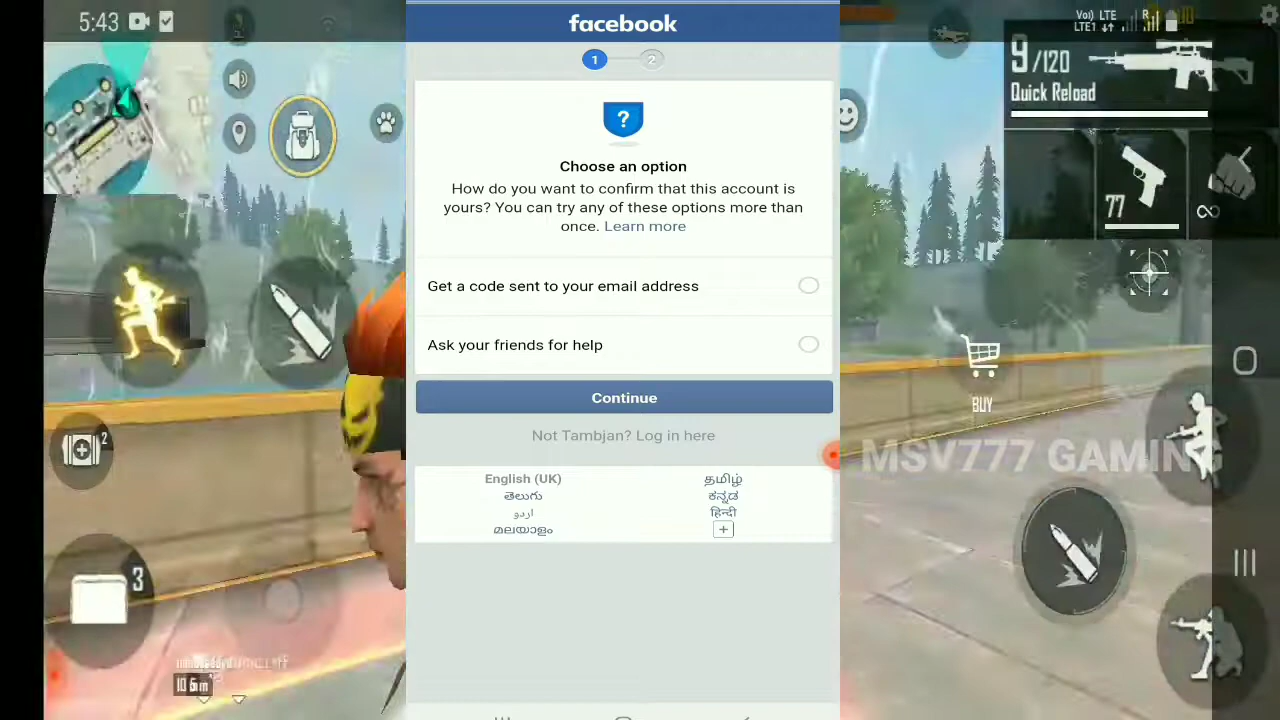 5:43
facebook
Vo) LTE
LTE1
R
1
2
9/120
Quick Reload
?
Choose an option
How do you want to confirm that this account is
yours? You can try any of these options more than
once. Learn more
77
∞
Get a code sent to your email address
Ask your friends for help
BUY
Continue
Not Tambjan? Log in here
2
MSV777 GAMING
English (UK)
தமிழ்
తెలుగు
ಕನ್ನಡ
اردو
हिन्दी
മലയാളം
+
3